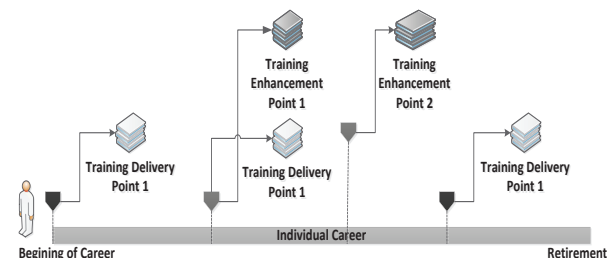 Training
Enhancement
Point 1
Training
Enhancement
Point 2
Training Delivery
Point 1
Training Delivery
Point 1
Training Delivery
Point 1
Individual Career
Begining of Career
Retirement